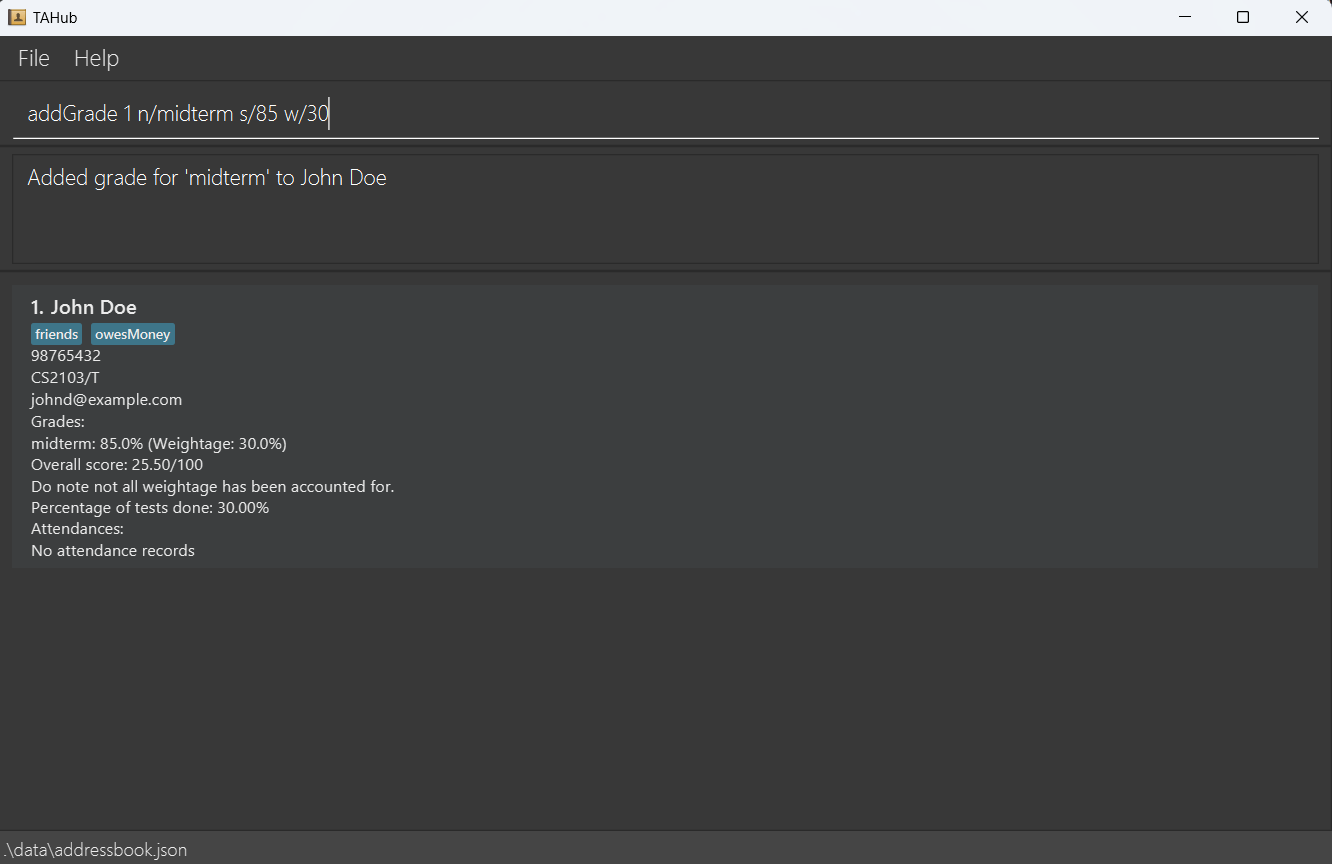 TAHub
File Help
addGrade 1 n/midterm s/85 w/30
Added grade for 'midterm' to John Doe
1. John Doe
friends owesMoney
98765432
CS2103/T
johnd@example.com
Grades:
midterm: 85.0% (Weightage: 30.0%)
Overall score: 25.50/100
Do note not all weightage has been accounted for.
Percentage of tests done: 30.00%
Attendances:
No attendance records
.\data\addressbook.json